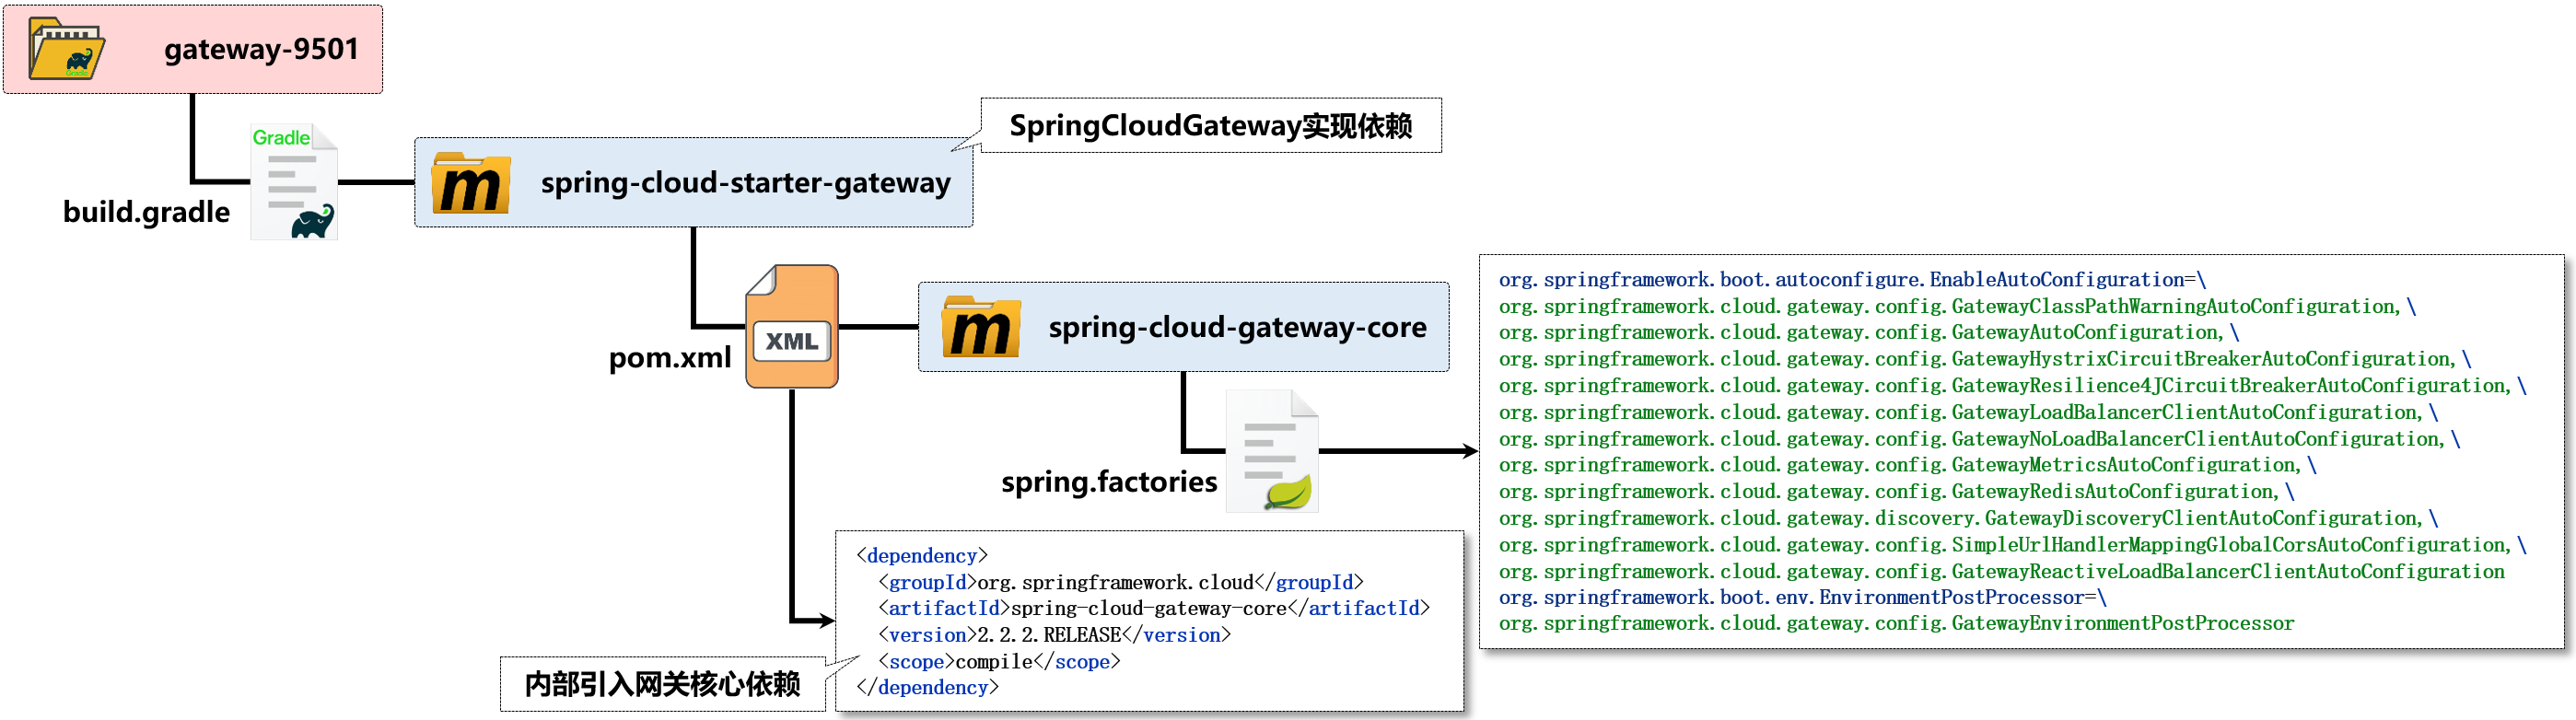 gateway-9501
Gradle
Gradle
build.gradle
SpringCloudGateway实现依赖
m
spring-cloud-starter-gateway
XML
pom.xml
m
spring-cloud-gateway-core
spring.factories
org.springframework.boot.autoconfigure.EnableAutoConfiguration=\
org.springframework.cloud.gateway.config.GatewayClassPathWarningAutoConfiguration,\
org.springframework.cloud.gateway.config.GatewayAutoConfiguration,\
org.springframework.cloud.gateway.config.GatewayHystrixCircuitBreakerAutoConfiguration,\
org.springframework.cloud.gateway.config.GatewayResilience4JCircuitBreakerAutoConfiguration,\
org.springframework.cloud.gateway.config.GatewayLoadBalancerClientAutoConfiguration,\
org.springframework.cloud.gateway.config.GatewayNoLoadBalancerClientAutoConfiguration,\
org.springframework.cloud.gateway.config.GatewayMetricsAutoConfiguration,\
org.springframework.cloud.gateway.config.GatewayRedisAutoConfiguration,\
org.springframework.cloud.gateway.discovery.GatewayDiscoveryClientAutoConfiguration,\
org.springframework.cloud.gateway.config.SimpleUrlHandlerMappingGlobalCorsAutoConfiguration,\
org.springframework.cloud.gateway.config.GatewayReactiveLoadBalancerClientAutoConfiguration
org.springframework.boot.env.EnvironmentPostProcessor=\
org.springframework.cloud.gateway.config.GatewayEnvironmentPostProcessor
<dependency>
<groupId>org.springframework.cloud</groupId>
<artifactId>spring-cloud-gateway-core</artifactId>
<version>2.2.2.RELEASE</version>
<scope>compile</scope>
</dependency>
内部引入网关核心依赖